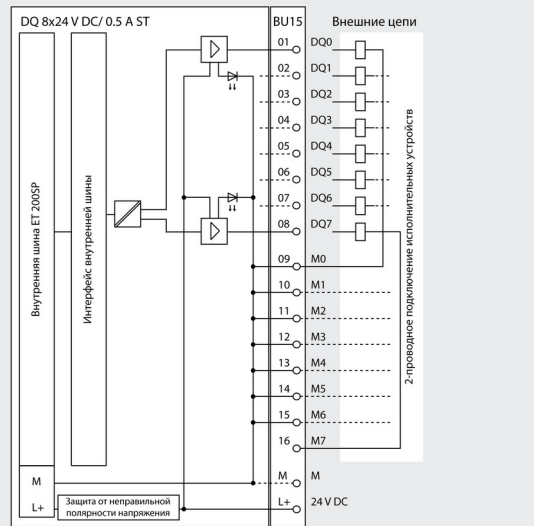 DQ 8x24 V DC/ 0.5 A ST
BU15
Внешние цепи
01 DQ0
02 DQ1
03 DQ2
04 DQ3
05 DQ4
06 DQ5
07 DQ6
08 DQ7
09 M0
10 M1
11 M2
12 M3
13 M4
14 M5
15 M6
16 M7
M M
L+ 24 V DC
Внутренняя шина ET 200SP
Интерфейс внутренней шины
2-проводное подключение исполнительных устройств
M
L+
Защита от неправильной
полярности напряжения